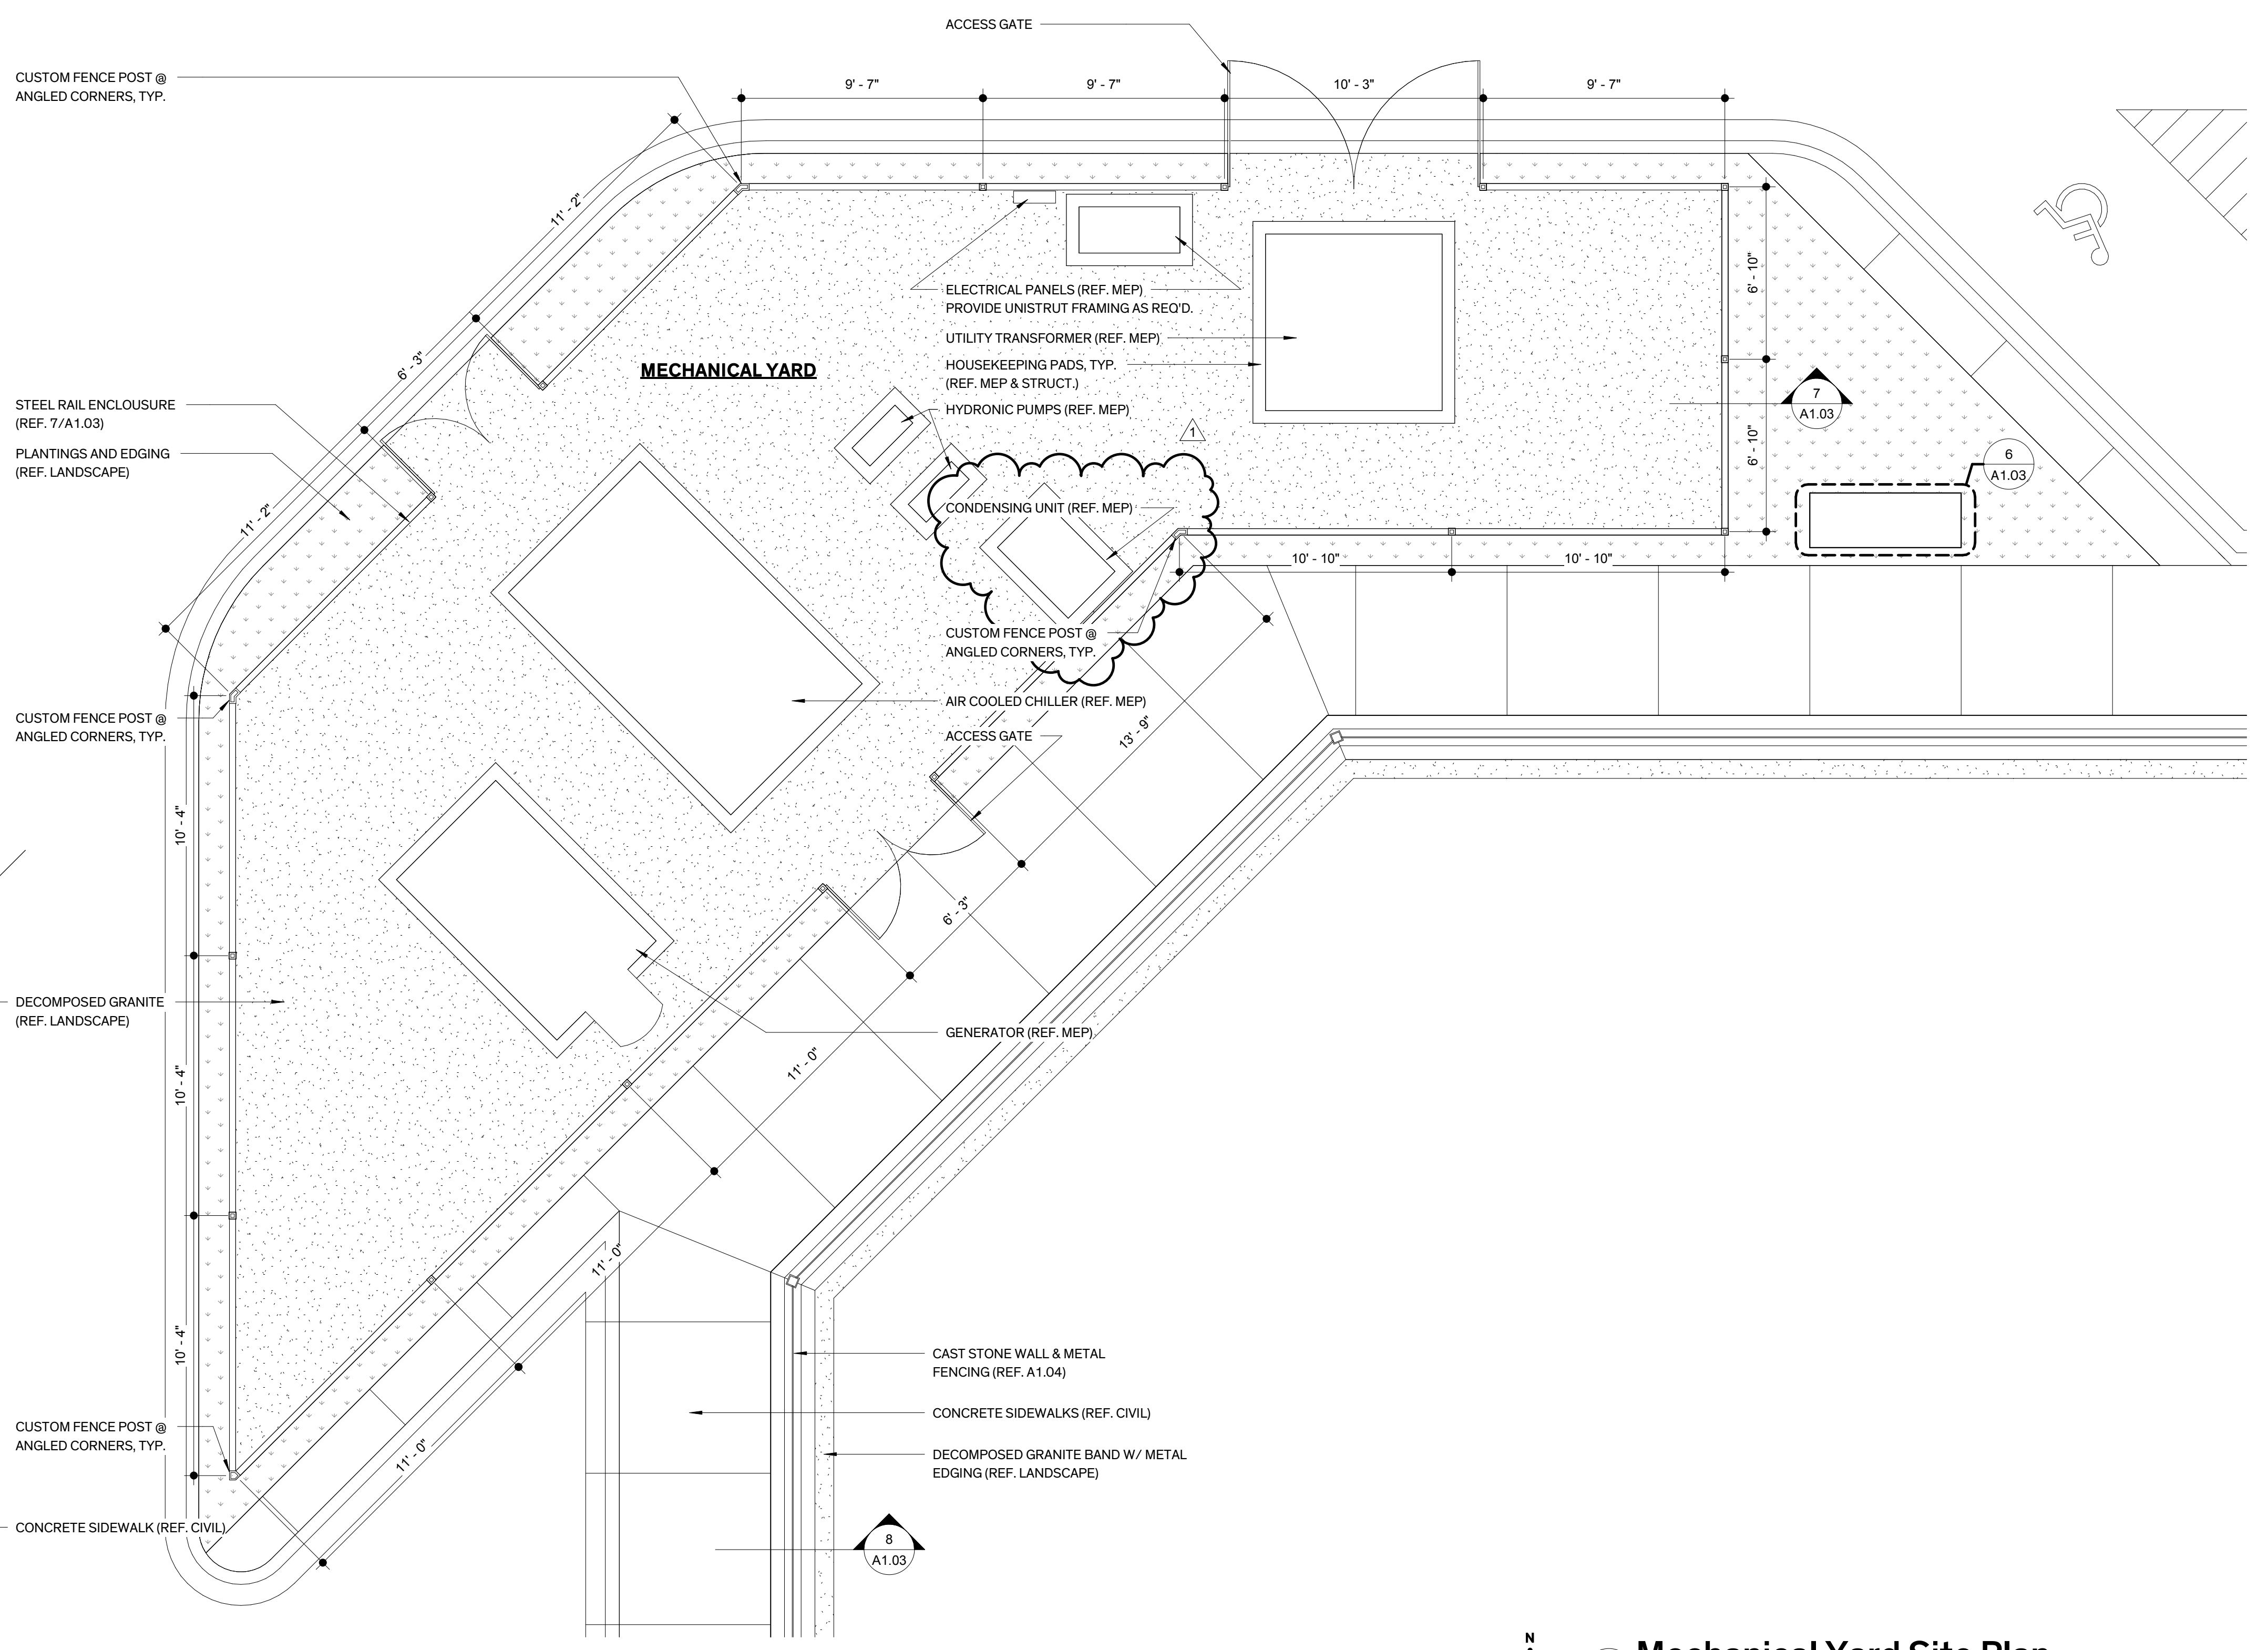 ACCESS GATE
CUSTOM FENCE POST @
ANGLED CORNERS, TYP.
9' - 7"
9' - 7"
10' - 3"
9' - 7"
11' - 2"
6' - 3"
11' - 2"
6' - 10"
6' - 10"
ELECTRICAL PANELS (REF. MEP)
PROVIDE UNISTRUT FRAMING AS REQ'D.
UTILITY TRANSFORMER (REF. MEP)
HOUSEKEEPING PADS, TYP.
(REF. MEP & STRUCT.)
HYDRONIC PUMPS (REF. MEP)
MECHANICAL YARD
STEEL RAIL ENCLOUSURE
(REF. 7/A1.03)
PLANTINGS AND EDGING
(REF. LANDSCAPE)
1
7
A1.03
6
A1.03
CONDENSING UNIT (REF. MEP)
10' - 10"
10' - 10"
CUSTOM FENCE POST @
ANGLED CORNERS, TYP.
AIR COOLED CHILLER (REF. MEP)
ACCESS GATE
13' - 9"
CUSTOM FENCE POST @
ANGLED CORNERS, TYP.
10' - 4"
6' - 3"
DECOMPOSED GRANITE
(REF. LANDSCAPE)
GENERATOR (REF. MEP)
11' - 0"
10' - 4"
11' - 0"
10' - 4"
CAST STONE WALL & METAL
FENCING (REF. A1.04)
CONCRETE SIDEWALKS (REF. CIVIL)
DECOMPOSED GRANITE BAND W/ METAL
EDGING (REF. LANDSCAPE)
CUSTOM FENCE POST @
ANGLED CORNERS, TYP.
11' - 0"
CONCRETE SIDEWALK (REF. CIVIL)
8
A1.03
N
Mechanical Yard Site Plan